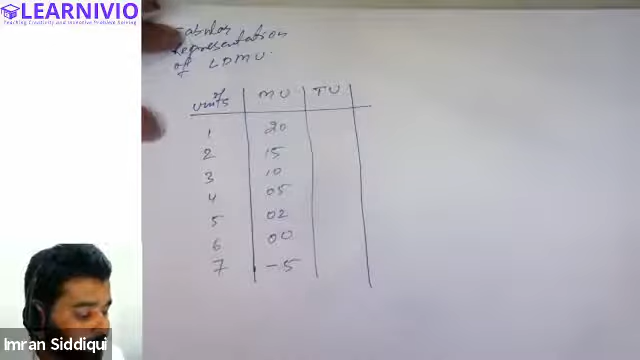 LEARNIVIO
Teaching Creativity and Inventive Problem Solving
Tabular
Representation
of LDMU.
units MU TU
1 20
2 15
3 10
4 05
5 02
6 00
7 -5
Imran Siddiqui